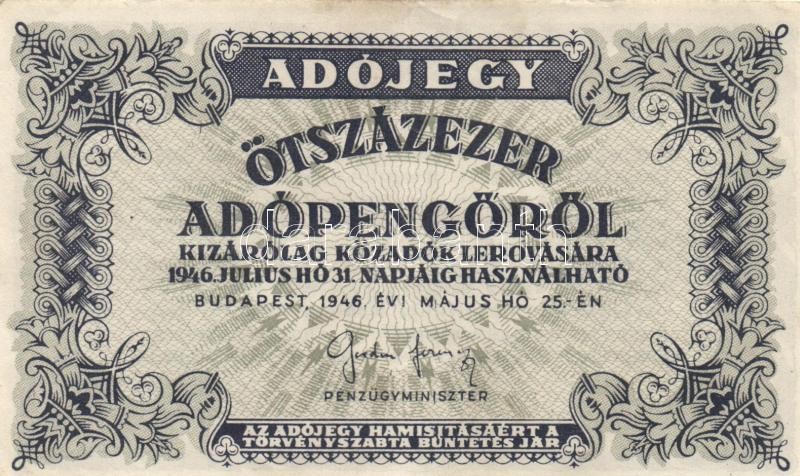 ADÓJEGY
ÖTSZÁZEZER
ADÓPENGŐRŐL
KIZÁRÓLAG KÖZADÓK LEROVÁSÁRA
1946. JULIUS HÓ 31. NAPJÁIG HASZNÁLHATÓ
BUDAPEST, 1946. ÉVI MÁJUS HÓ 25.-ÉN
PENZÜGYMINISZTER
AZ ADÓJEGY HAMISITÁSÁÉRT A
TÖRVÉNYSZABTA BÜNTETÉS JÁR